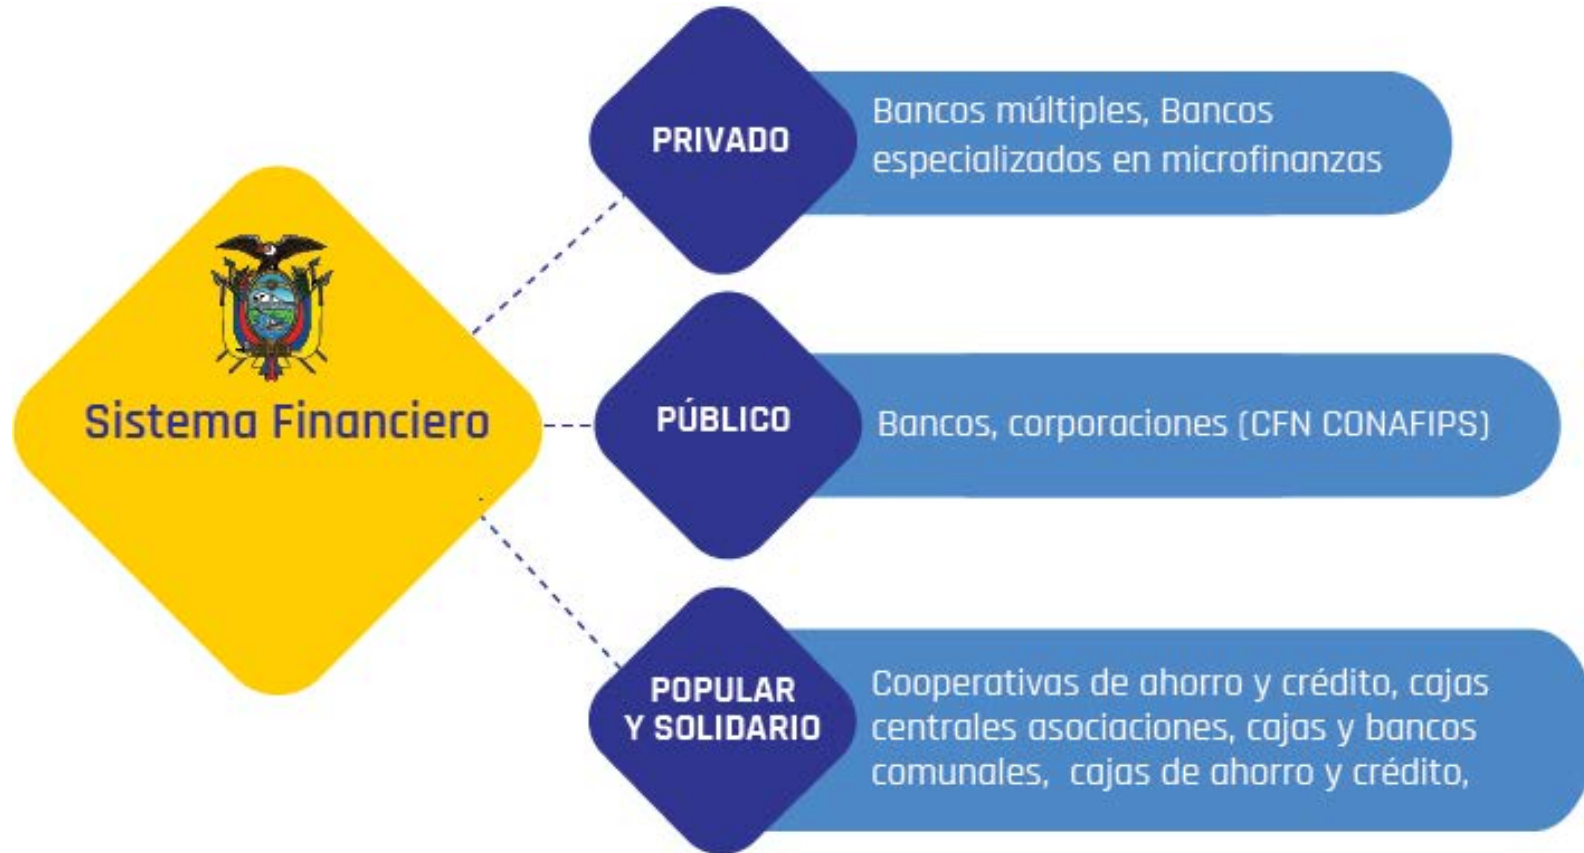 Sistema Financiero
PRIVADO
Bancos múltiples, Bancos
especializados en microfinanzas
PÚBLICO
Bancos, corporaciones (CFN CONAFIPS)
POPULAR
Y SOLIDARIO
Cooperativas de ahorro y crédito, cajas
centrales asociaciones, cajas y bancos
comunales, cajas de ahorro y crédito,